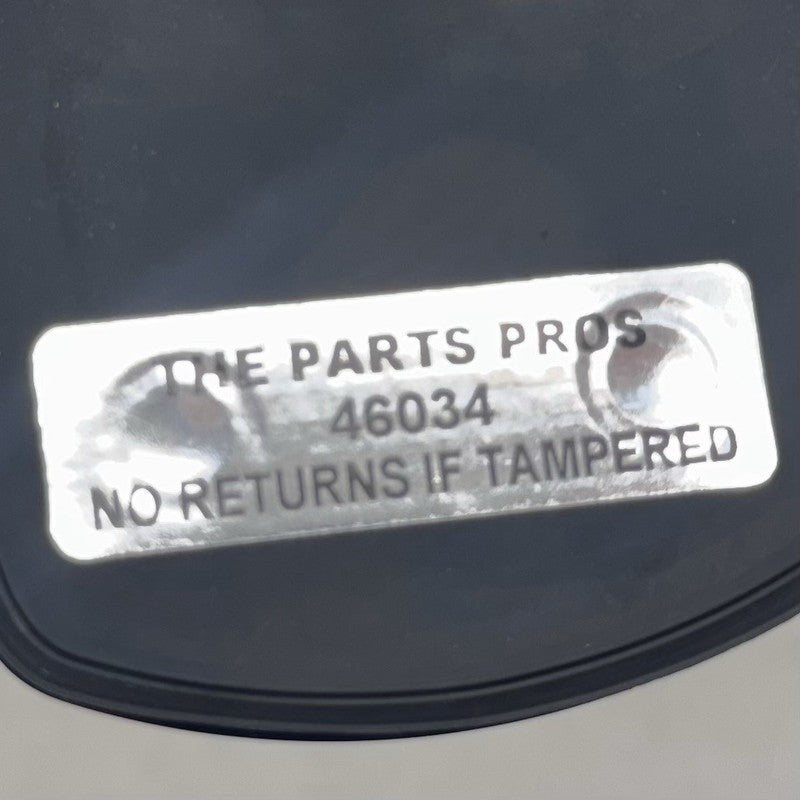 THE PARTS PROS
46034
NO RETURNS IF TAMPERED